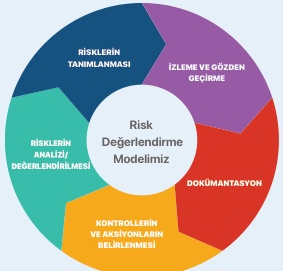 RİSKLERİN
TANIMLANMASI
İZLEME VE GÖZDEN
GEÇİRME
Risk
Değerlendirme
Modelimiz
RİSKLERİN
ANALİZİ/
DEĞERLENDİRİLMESİ
DOKÜMANTASYON
KONTROLLERİN
VE AKSİYONLARIN
BELİRLENMESİ